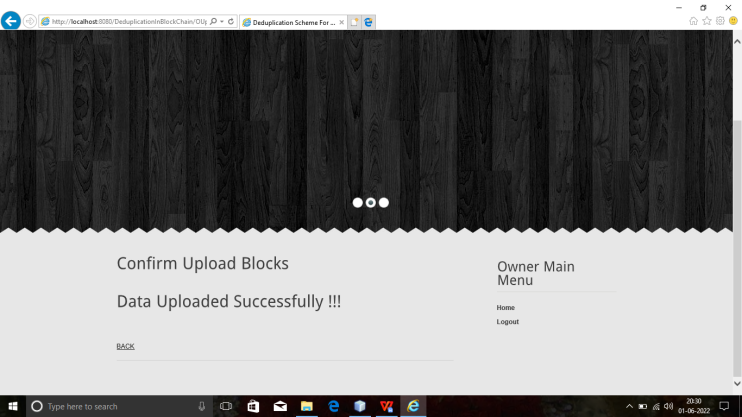 http://localhost:8080/DeduplicationInBlockChain/OUp
Deduplication Scheme For ...
Confirm Upload Blocks
Data Uploaded Successfully !!!
BACK
Owner Main
Menu
Home
Logout
Type here to search
20:30
01-06-2022